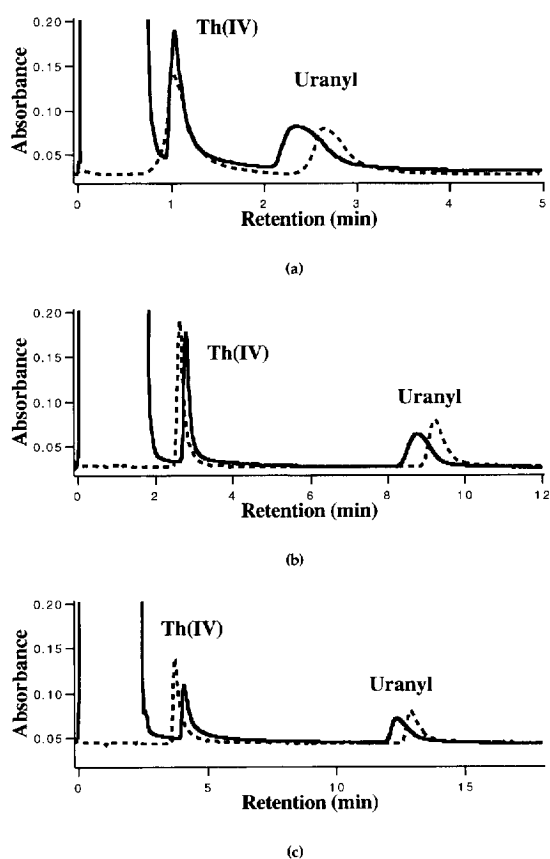 0.20
Th(IV)
0.15
Uranyl
0.10
0.05
Absorbance
0 1 2 3 4 5
Retention (min)
(a)
0.20
0.15
Th(IV)
0.10
Uranyl
0.05
Absorbance
0 2 4 6 8 10 12
Retention (min)
(b)
0.20
Th(IV)
0.15
0.10
Uranyl
0.05
Absorbance
0 5 10 15
Retention (min)
(c)